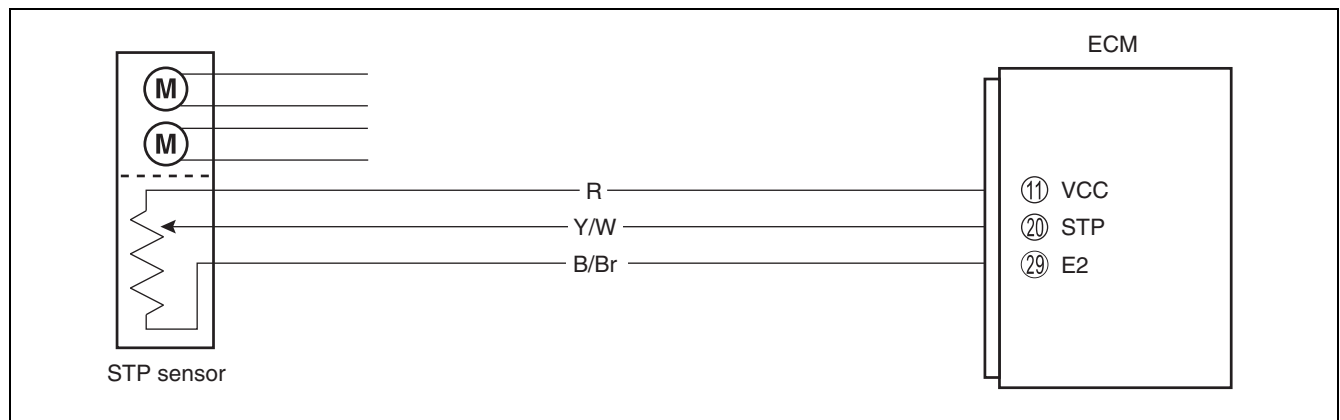 ECM
M
M
R
⑪ VCC
Y/W
⑳ STP
B/Br
㉙ E2
STP sensor